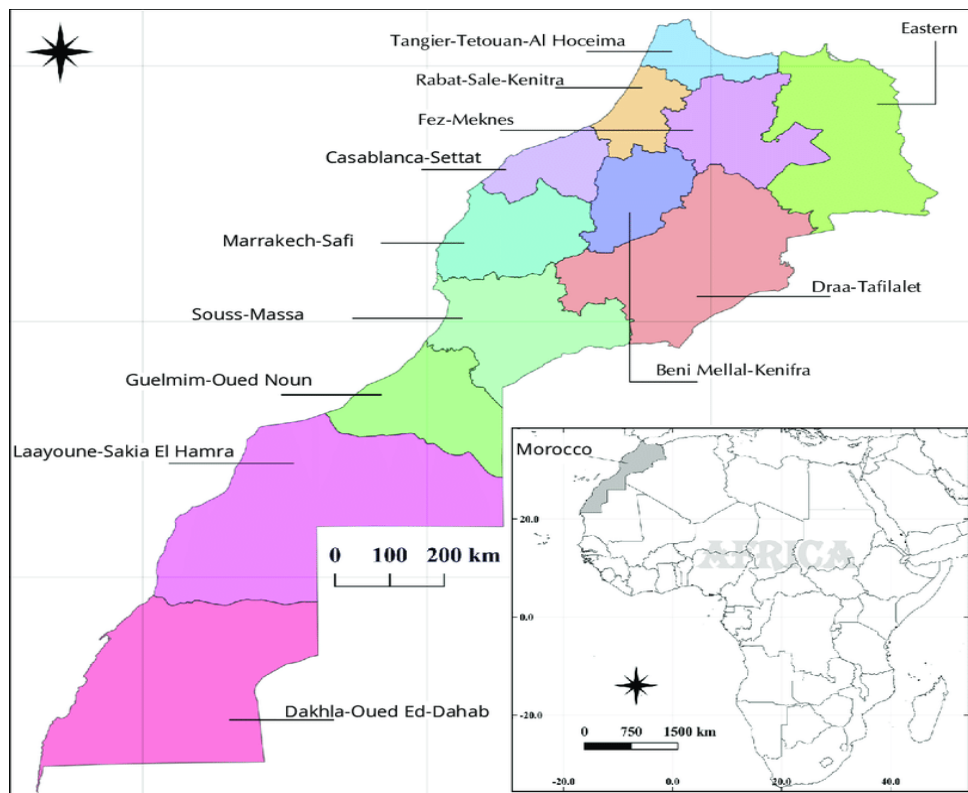 Eastern
Tangier-Tetouan-Al Hoceima
Rabat-Sale-Kenitra
Fez-Meknes
Casablanca-Settat
Marrakech-Safi
Draa-Tafilalet
Souss-Massa
Beni Mellal-Kenifra
Guelmim-Oued Noun
Laayoune-Sakia El Hamra
Morocco
20.0
0 100 200 km
AFRICA
0.0
Dakhla-Oued Ed-Dahab
-20.0
0 750 1500 km
-20.0 0.0 20.0 40.0